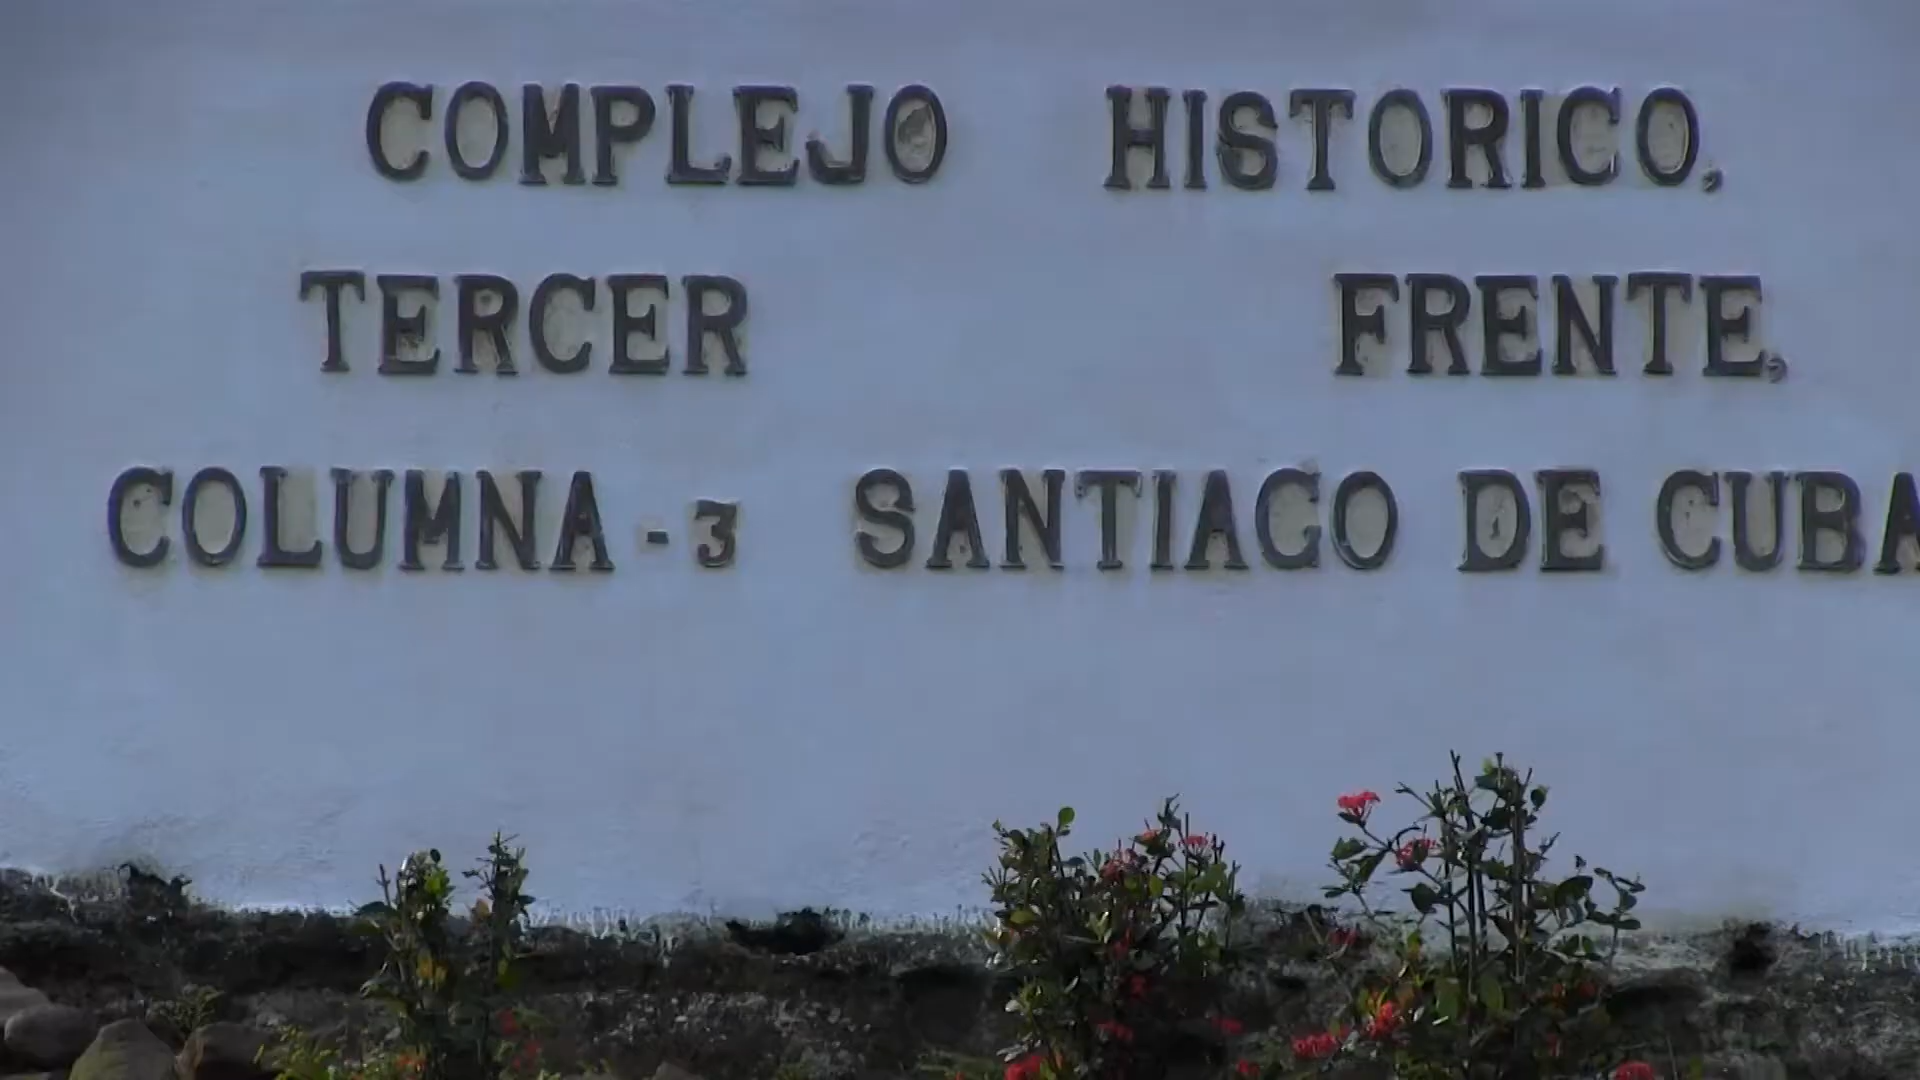 COMPLEJO HISTORICO,
TERCER FRENTE,
COLUMNA-3 SANTIAGO DE CUBA